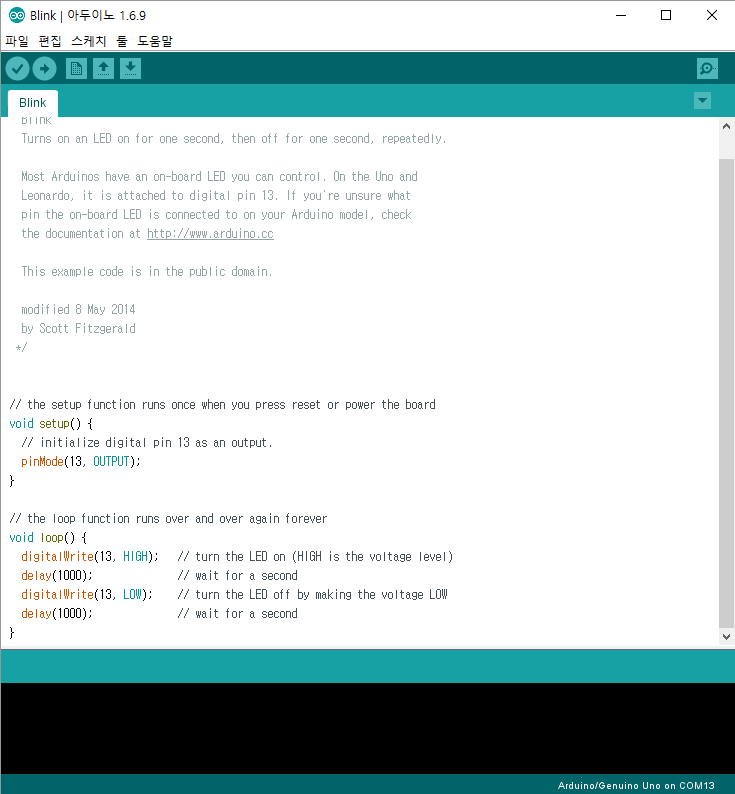 Blink | 아두이노 1.6.9
파일 편집 스케치 툴 도움말
Blink
Blink
Turns on an LED on for one second, then off for one second, repeatedly.
Most Arduinos have an on-board LED you can control. On the Uno and
Leonardo, it is attached to digital pin 13. If you're unsure what
pin the on-board LED is connected to on your Arduino model, check
the documentation at http://www.arduino.cc
This example code is in the public domain.
modified 8 May 2014
by Scott Fitzgerald
*/
// the setup function runs once when you press reset or power the board
void setup() {
// initialize digital pin 13 as an output.
pinMode(13, OUTPUT);
}
// the loop function runs over and over again forever
void loop() {
digitalWrite(13, HIGH); // turn the LED on (HIGH is the voltage level)
delay(1000); // wait for a second
digitalWrite(13, LOW); // turn the LED off by making the voltage LOW
delay(1000); // wait for a second
}
Arduino/Genuino Uno on COM13